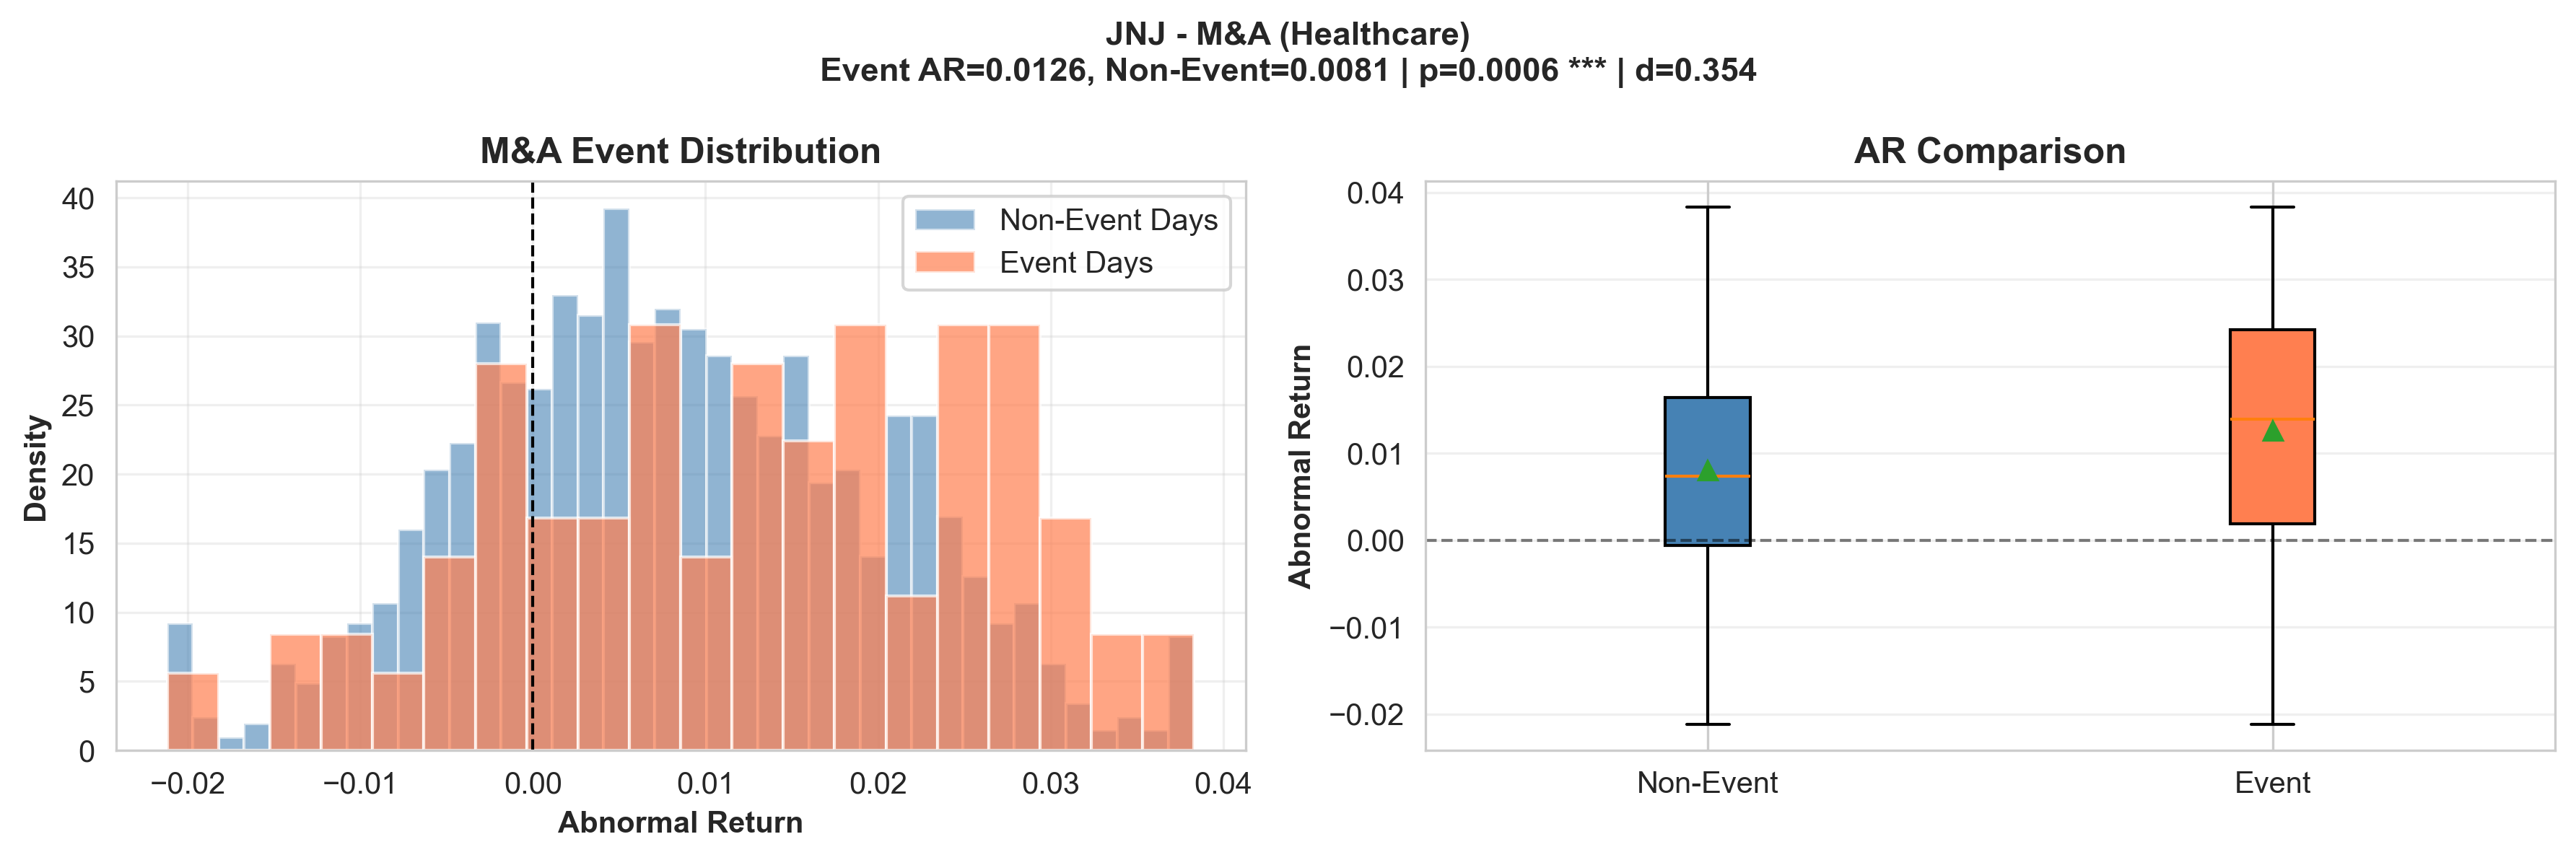 JNJ - M&A (Healthcare)
Event AR=0.0126, Non-Event=0.0081 | p=0.0006 *** | d=0.354
M&A Event Distribution
Density
40
35
30
25
20
15
10
5
0
Non-Event Days
Event Days
−0.02
−0.01
0.00
0.01
0.02
0.03
0.04
Abnormal Return
AR Comparison
Abnormal Return
0.04
0.03
0.02
0.01
0.00
−0.01
−0.02
Non-Event
Event